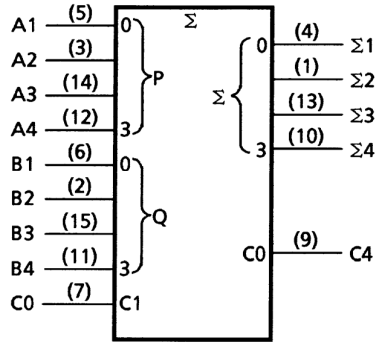 Σ
A1 (5) 0
A2 (3)
A3 (14)
A4 (12) 3
P
B1 (6) 0
B2 (2)
B3 (15)
B4 (11) 3
Q
C0 (7) C1
Σ
0 (4) Σ1
(1) Σ2
(13) Σ3
3 (10) Σ4
C0 (9) C4